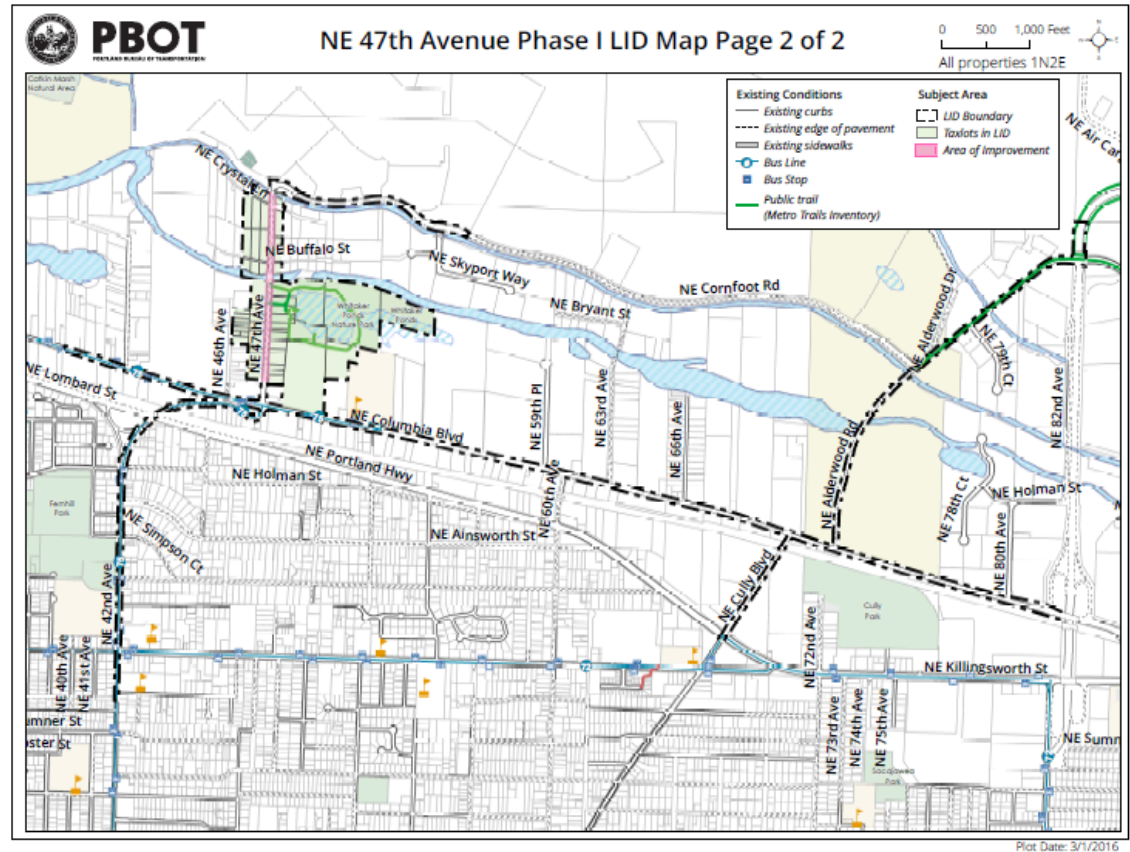 PBOT
PORTLAND BUREAU OF TRANSPORTATION
NE 47th Avenue Phase I LID Map Page 2 of 2
0 500 1,000 Feet
All properties 1N2E
Catkin Marsh
Natural Area
Existing Conditions
Existing curbs
Existing edge of pavement
Existing sidewalks
Bus Line
Bus Stop
Public trail
(Metro Trails Inventory)
Subject Area
LID Boundary
Taxlots in LID
Area of Improvement
NE Air Car
NE Crystal Ln
NE Buffalo St
NE Skyport Way
NE Cornfoot Rd
NE Bryant St
NE Alderwood Dr
Whitaker
Ponds
Nature Park
Whitaker
Ponds
NE 46th Ave
NE 47th Ave
NE 79th Ct
NE Lombard St
NE Columbia Blvd
NE 59th Pl
NE 63rd Ave
NE 66th Ave
NE 82nd Ave
NE Portland Hwy
NE Holman St
NE Alderwood Rd
NE 78th Ct
NE Holman St
Fernhill
Park
NE Simpson Ct
NE Ainsworth St
NE 60th Ave
NE 80th Ave
NE Cully Blvd
Cully
Park
NE 42nd Ave
NE 40th Ave
NE 41st Ave
NE 72nd Ave
72
NE Killingsworth St
umner St
oster St
NE 73rd Ave
NE 74th Ave
NE 75th Ave
NE Sumn
Sacajawea
Park
Plot Date: 3/1/2016